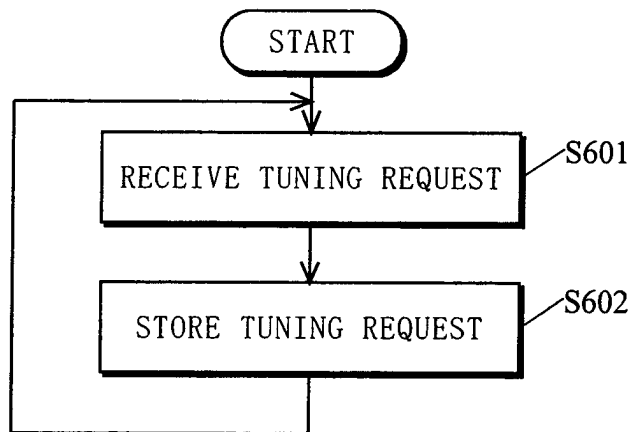 START
RECEIVE TUNING REQUEST
S601
STORE TUNING REQUEST
S602